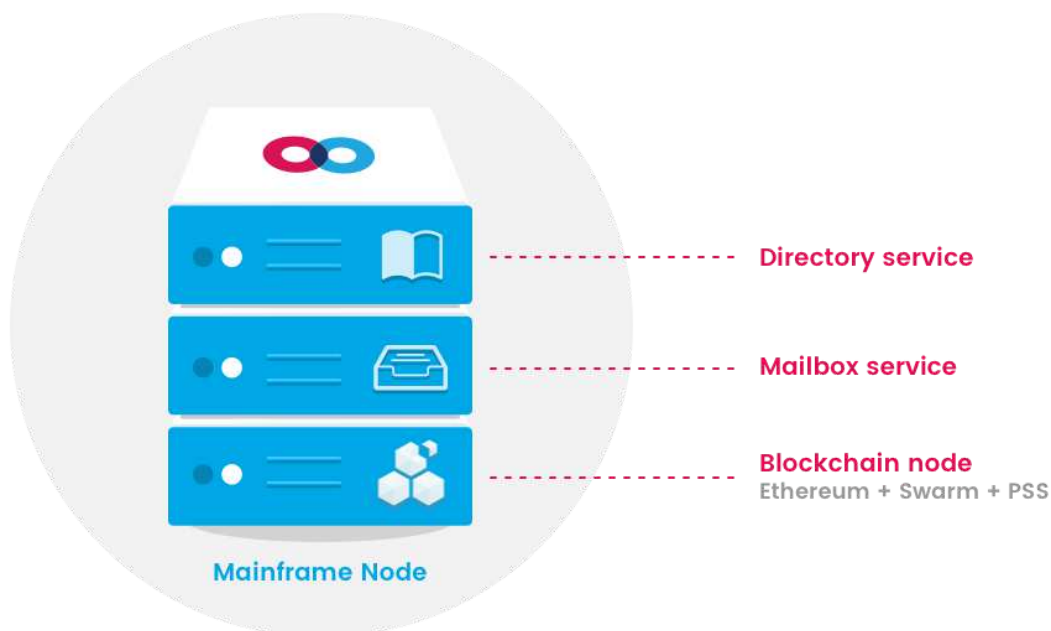 Directory service
Mailbox service
Blockchain node
Ethereum + Swarm + PSS
Mainframe Node